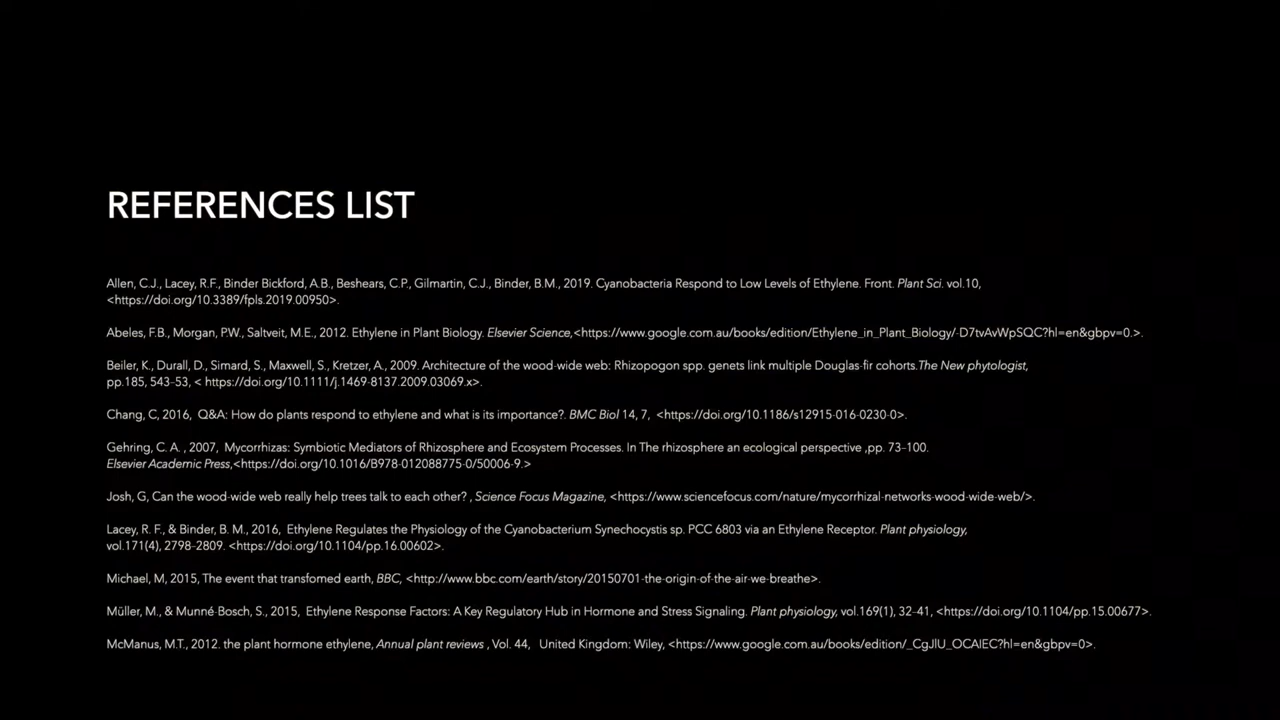 REFERENCES LIST
Allen, C.J., Lacey, R.F., Binder Bickford, A.B., Beshears, C.P., Gilmartin, C.J., Binder, B.M., 2019. Cyanobacteria Respond to Low Levels of Ethylene. Front. Plant Sci. vol.10,
<https://doi.org/10.3389/fpls.2019.00950>.
Abeles, F.B., Morgan, P.W., Saltveit, M.E., 2012. Ethylene in Plant Biology. Elsevier Science,<https://www.google.com.au/books/edition/Ethylene_in_Plant_Biology/-D7tvAvWpSQC?hl=en&gbpv=0.>.
Beiler, K., Durall, D., Simard, S., Maxwell, S., Kretzer, A., 2009. Architecture of the wood-wide web: Rhizopogon spp. genets link multiple Douglas-fir cohorts.The New phytologist,
pp.185, 543-53, < https://doi.org/10.1111/j.1469-8137.2009.03069.x>.
Chang, C, 2016, Q&A: How do plants respond to ethylene and what is its importance?. BMC Biol 14, 7, <https://doi.org/10.1186/s12915-016-0230-0>.
Gehring, C. A. , 2007, Mycorrhizas: Symbiotic Mediators of Rhizosphere and Ecosystem Processes. In The rhizosphere an ecological perspective ,pp. 73–100.
Elsevier Academic Press,<https://doi.org/10.1016/B978-012088775-0/50006-9.>
Josh, G, Can the wood-wide web really help trees talk to each other? , Science Focus Magazine, <https://www.sciencefocus.com/nature/mycorrhizal-networks-wood-wide-web/>.
Lacey, R. F., & Binder, B. M., 2016, Ethylene Regulates the Physiology of the Cyanobacterium Synechocystis sp. PCC 6803 via an Ethylene Receptor. Plant physiology,
vol.171(4), 2798–2809. <https://doi.org/10.1104/pp.16.00602>.
Michael, M, 2015, The event that transfomed earth, BBC, <http://www.bbc.com/earth/story/20150701-the-origin-of-the-air-we-breathe>.
Müller, M., & Munné-Bosch, S., 2015, Ethylene Response Factors: A Key Regulatory Hub in Hormone and Stress Signaling. Plant physiology, vol.169(1), 32–41, <https://doi.org/10.1104/pp.15.00677>.
McManus, M.T., 2012. the plant hormone ethylene, Annual plant reviews , Vol. 44, United Kingdom: Wiley, <https://www.google.com.au/books/edition/_CgJlU_OCAIEC?hl=en&gbpv=0>.